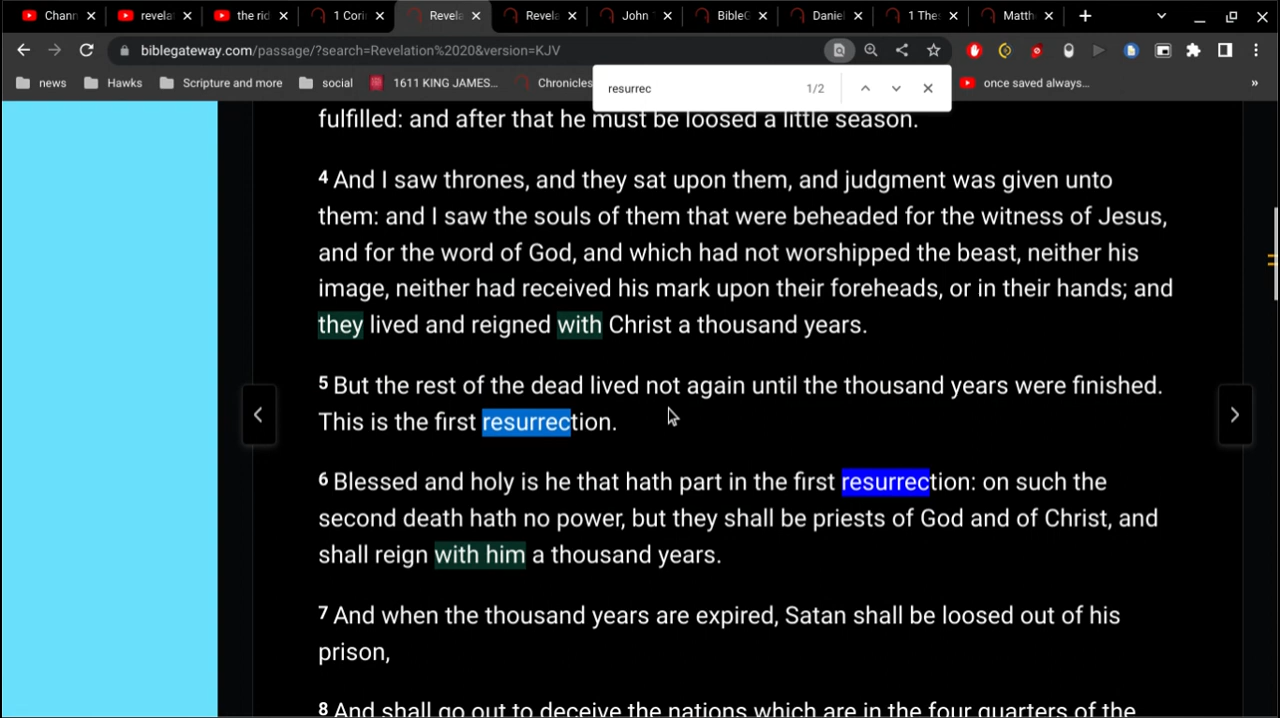 Chann
revela
the rid
1 Cori
Revela
Revela
John
BibleG
Daniel
1 Thes
Matth
biblegateway.com/passage/?search=Revelation%2020&version=KJV
news
Hawks
Scripture and more
social
1611 KING JAMES...
Chronicles
once saved always...
»
resurrec
1/2
fulfilled: and after that he must be loosed a little season.
4 And I saw thrones, and they sat upon them, and judgment was given unto
them: and I saw the souls of them that were beheaded for the witness of Jesus,
and for the word of God, and which had not worshipped the beast, neither his
image, neither had received his mark upon their foreheads, or in their hands; and
they lived and reigned with Christ a thousand years.
5 But the rest of the dead lived not again until the thousand years were finished.
This is the first resurrection.
6 Blessed and holy is he that hath part in the first resurrection: on such the
second death hath no power, but they shall be priests of God and of Christ, and
shall reign with him a thousand years.
7 And when the thousand years are expired, Satan shall be loosed out of his
prison,
8 And shall go out to deceive the nations which are in the four quarters of the